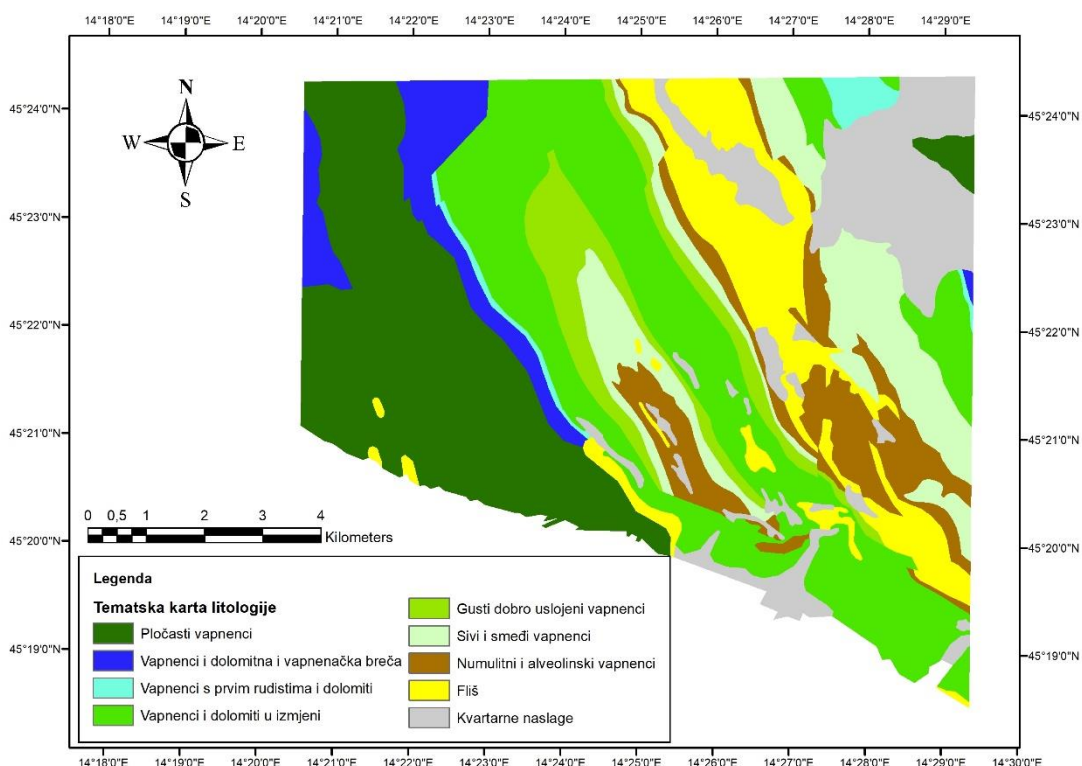 14°18'0"E 14°19'0"E 14°20'0"E 14°21'0"E 14°22'0"E 14°23'0"E 14°24'0"E 14°25'0"E 14°26'0"E 14°27'0"E 14°28'0"E 14°29'0"E
N
W E
S
45°24'0"N 45°24'0"N
45°23'0"N 45°23'0"N
45°22'0"N 45°22'0"N
45°21'0"N 45°21'0"N
45°20'0"N 45°20'0"N
45°19'0"N 45°19'0"N
0 0,5 1 2 3 4
Kilometers
Legenda
Tematska karta litologije
Pločasti vapnenci
Vapnenci i dolomitna i vapnenačka breča
Vapnenci s prvim rudistima i dolomiti
Vapnenci i dolomiti u izmjeni
Gusti dobro uslojeni vapnenci
Sivi i smeđi vapnenci
Numulitni i alveolinski vapnenci
Fliš
Kvartarne naslage
14°18'0"E 14°19'0"E 14°20'0"E 14°21'0"E 14°22'0"E 14°23'0"E 14°24'0"E 14°25'0"E 14°26'0"E 14°27'0"E 14°28'0"E 14°29'0"E 14°30'0"E